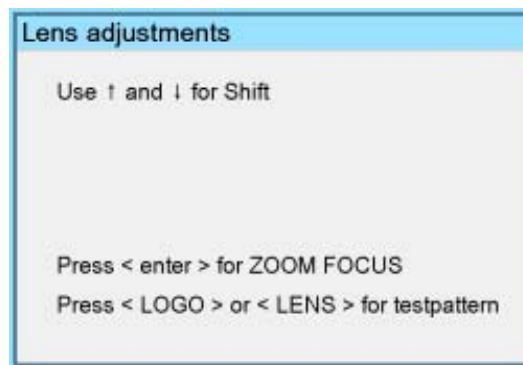 Lens adjustments
Use ↑ and ↓ for Shift
Press < enter > for ZOOM FOCUS
Press < LOGO > or < LENS > for testpattern